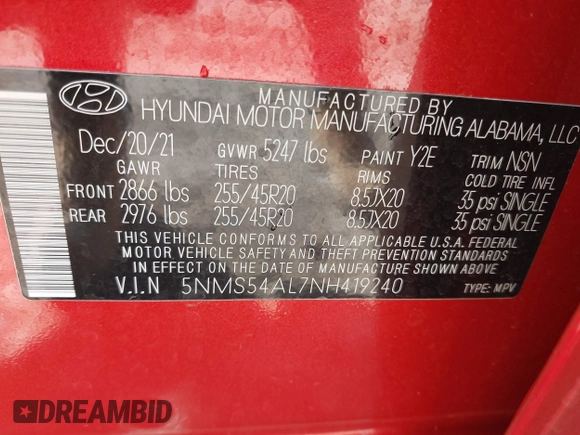 MANUFACTURED BY
HYUNDAI MOTOR MANUFACTURING ALABAMA, LLC
Dec/20/21 GVWR 5247 lbs PAINT Y2E TRIM NSN
GAWR TIRES RIMS COLD TIRE INFL
FRONT 2866 lbs 255/45R20 8.5JX20 35 psi SINGLE
REAR 2976 lbs 255/45R20 8.5JX20 35 psi SINGLE
THIS VEHICLE CONFORMS TO ALL APPLICABLE U.S.A. FEDERAL
MOTOR VEHICLE SAFETY AND THEFT PREVENTION STANDARDS
IN EFFECT ON THE DATE OF MANUFACTURE SHOWN ABOVE.
V.I.N 5NMS54AL7NH419240 TYPE: MPV
DREAMBID